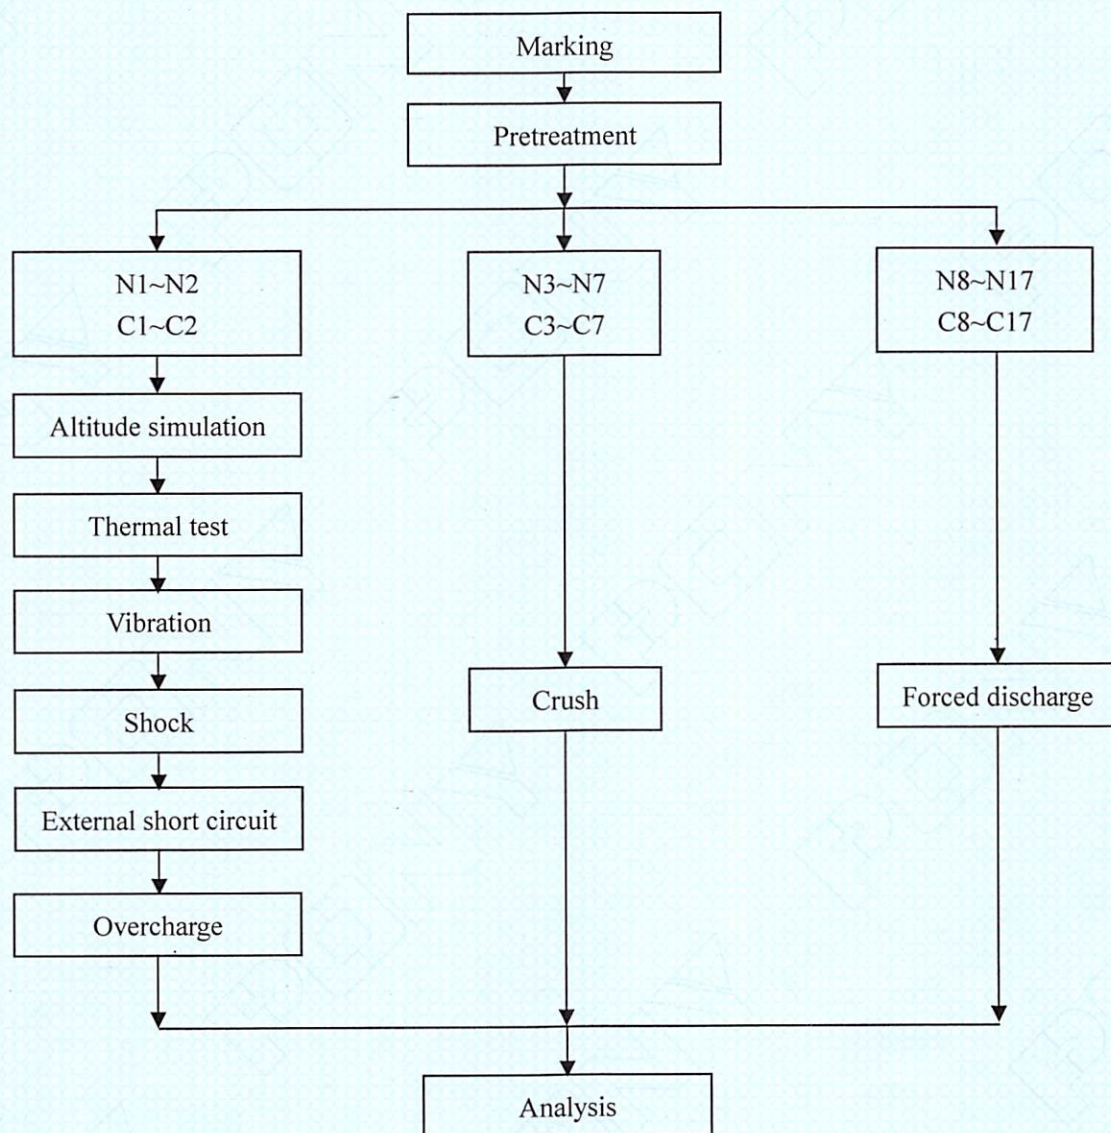 Marking
Pretreatment
N1~N2
C1~C2
N3~N7
C3~C7
N8~N17
C8~C17
Altitude simulation
Thermal test
Vibration
Shock
External short circuit
Overcharge
Crush
Forced discharge
Analysis